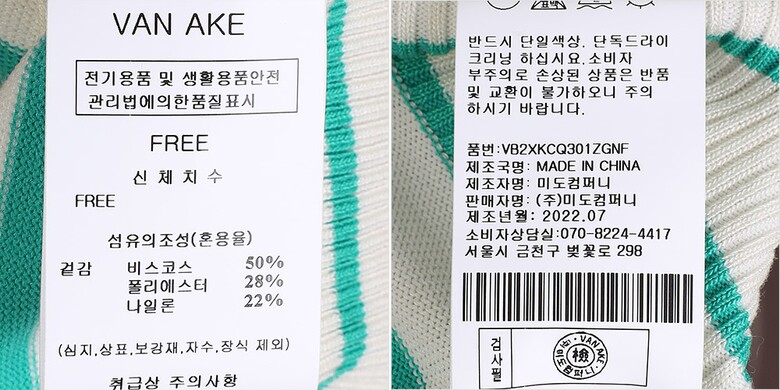 VAN AKE
전기용품 및 생활용품안전
관리법에의한품질표시
FREE
신 체 치 수
FREE
섬유의조성(혼용율)
겉감 비스코스 50%
폴리에스터 28%
나일론 22%
(심지,상표,보강재,자수,장식 제외)
취급상 주의사항
표백
반드시 단일색상, 단독드라이
크리닝 하십시요.소비자
부주의로 손상된 상품은 반품
및 교환이 불가하오니 주의
하시기 바랍니다.
품번:VB2XKCQ301ZGNF
제조국명: MADE IN CHINA
제조자명: 미도컴퍼니
판매자명: (주)미도컴퍼니
제조년월: 2022.07
소비자상담실:070-8224-4417
서울시 금천구 벚꽃로 298
검사필
VAN AKE
檢
(주)미도컴퍼니